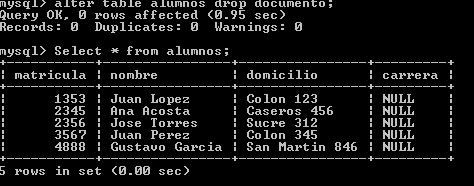 mysql> alter table alumnos drop documento;
Query OK, 0 rows affected (0.95 sec)
Records: 0  Duplicates: 0  Warnings: 0
mysql> Select * from alumnos;
+-----------+----------------+----------------+---------+
| matricula | nombre         | domicilio      | carrera |
+-----------+----------------+----------------+---------+
|      1353 | Juan Lopez     | Colon 123      | NULL    |
|      2345 | Ana Acosta     | Caseros 456    | NULL    |
|      2356 | Jose Torres    | Sucre 312      | NULL    |
|      3567 | Juan Perez     | Colon 345      | NULL    |
|      4888 | Gustavo Garcia | San Martin 846 | NULL    |
+-----------+----------------+----------------+---------+
5 rows in set (0.00 sec)